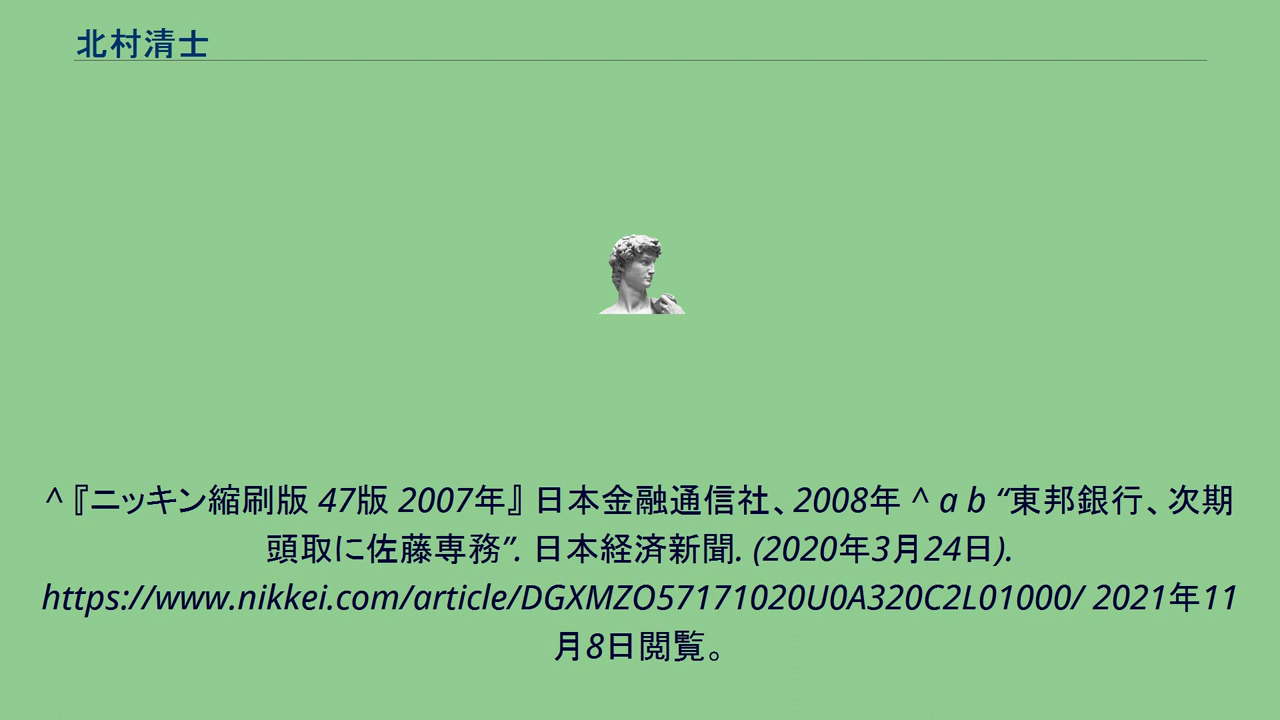 北村清士
^ 『ニッキン縮刷版 47版 2007年』 日本金融通信社、2008年 ^ a b “東邦銀行、次期
頭取に佐藤専務”. 日本経済新聞. (2020年3月24日).
https://www.nikkei.com/article/DGXMZO57171020U0A320C2L01000/ 2021年11
月8日閲覧。